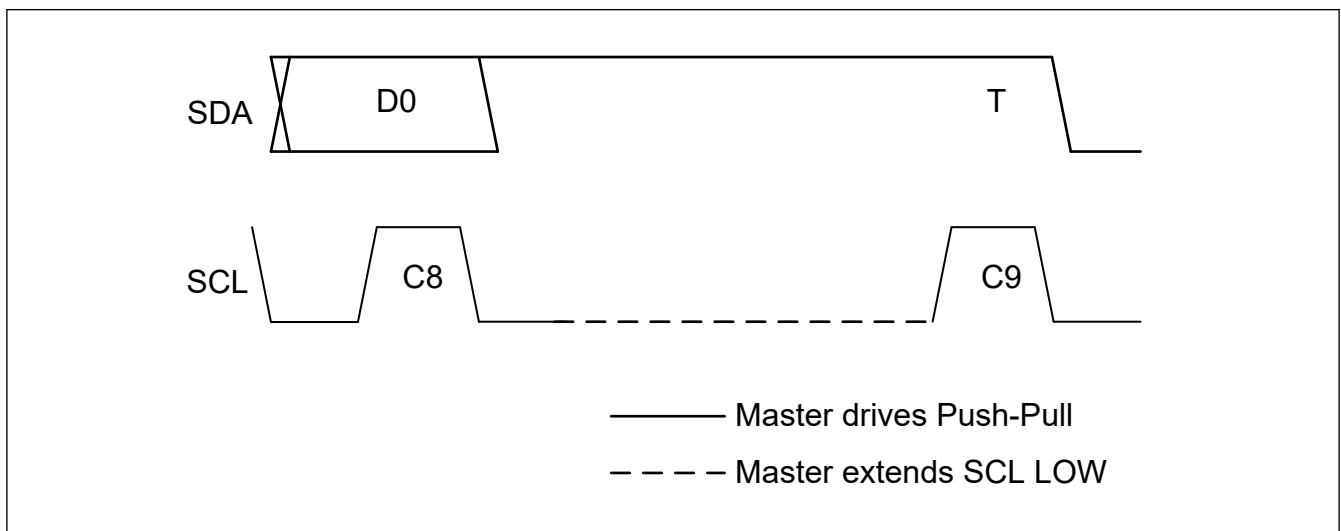 SDA
D0
T
SCL
C8
C9
Master drives Push-Pull
Master extends SCL LOW